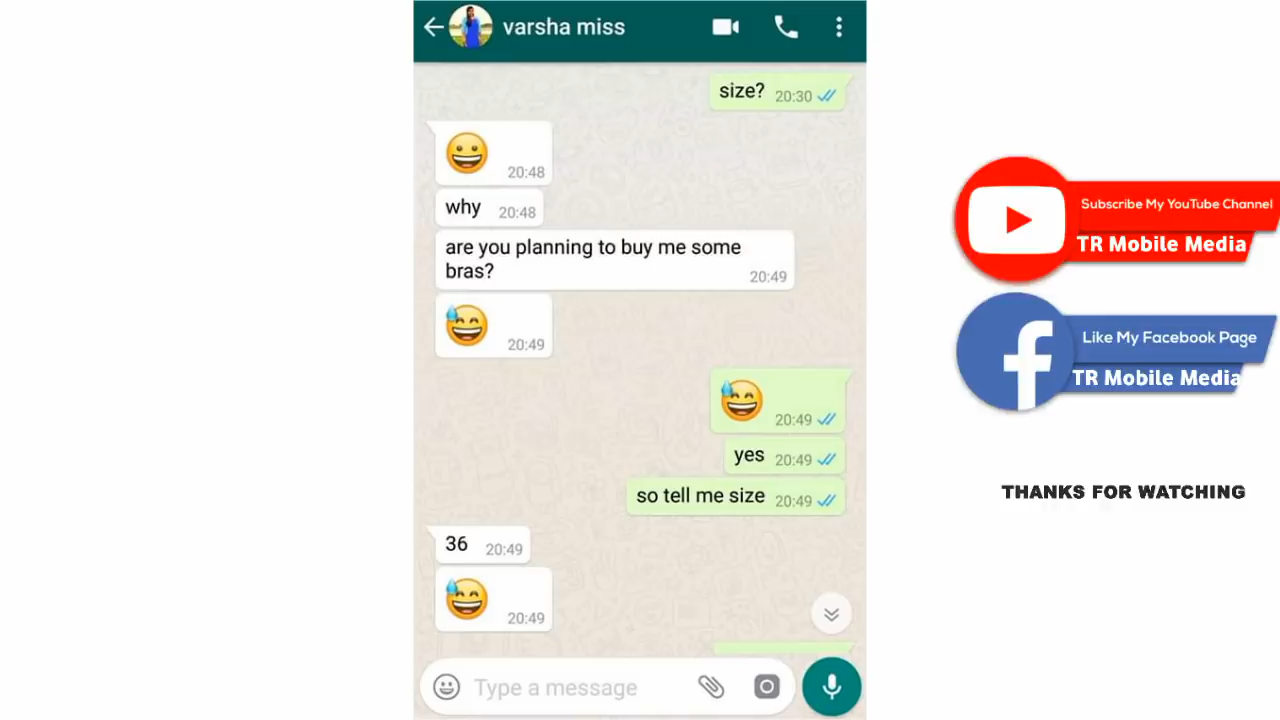 varsha miss
size? 20:30
20:48
why 20:48
are you planning to buy me some
bras? 20:49
20:49
20:49
yes 20:49
so tell me size 20:49
36 20:49
20:49
Type a message
Subscribe My YouTube Channel
TR Mobile Media
Like My Facebook Page
TR Mobile Media
THANKS FOR WATCHING